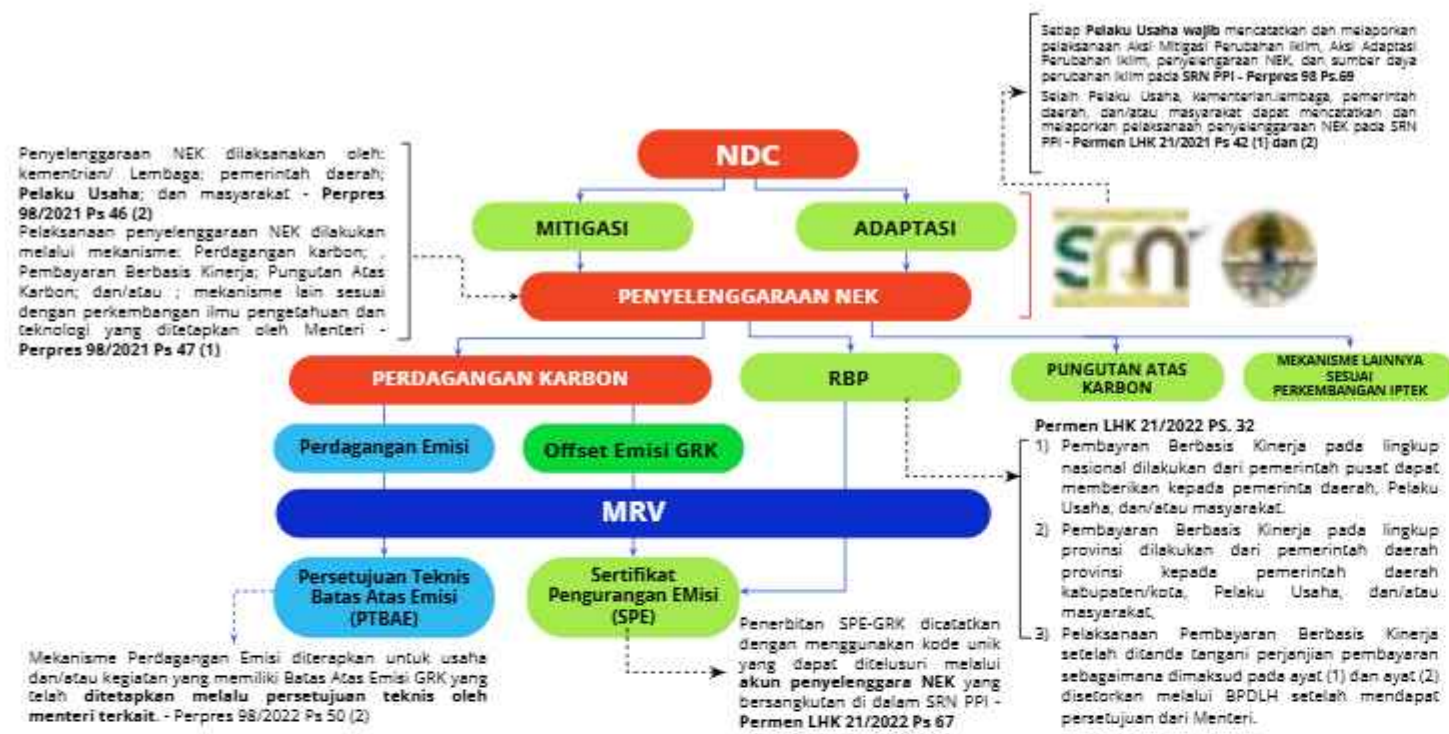 Setiap Pelaku Usaha wajib mencatatkan dan melaporkan
pelaksanaan Aksi Mitigasi Perubahan Iklim, Aksi Adaptasi
Perubahan Iklim, penyelengaraan NEK, dan sumber daya
perubahan iklim pada SRN PPI - Perpres 98 Ps.69
Selain Pelaku Usaha, kementerian.lembaga, pemerintah
daerah, dan/atau masyarakat dapat mencatatkan dan
melaporkan pelaksanaan penyelenggaraan NEK pada SRN
PPI - Permen LHK 21/2021 Ps 42 (1) dan (2)
NDC
Penyelenggaraan NEK dilaksanakan oleh:
kementrian/ Lembaga; pemerintah daerah;
Pelaku Usaha; dan masyarakat - Perpres
98/2021 Ps 46 (2)
Pelaksanaan penyelenggaraan NEK dilakukan
melalui mekanisme: Perdagangan karbon; .
Pembayaran Berbasis Kinerja; Pungutan Atas
Karbon; dan/atau ; mekanisme lain sesuai
dengan perkembangan ilmu pengetahuan dan
teknologi yang ditetapkan oleh Menteri -
Perpres 98/2021 Ps 47 (1)
MITIGASI
ADAPTASI
srn
PENYELENGGARAAN NEK
PERDAGANGAN KARBON
RBP
PUNGUTAN ATAS
KARBON
MEKANISME LAINNYA
SESUAI
PERKEMBANGAN IPTEK
Perdagangan Emisi
Offset Emisi GRK
MRV
Persetujuan Teknis
Batas Atas Emisi
(PTBAE)
Sertifikat
Pengurangan EMisi
(SPE)
Permen LHK 21/2022 PS. 32
1) Pembayran Berbasis Kinerja pada lingkup
nasional dilakukan dari pemerintah pusat dapat
memberikan kepada pemerinta daerah, Pelaku
Usaha, dan/atau masyarakat.
2) Pembayaran Berbasis Kinerja pada lingkup
provinsi dilakukan dari pemerintah daerah
provinsi kepada pemerintah daerah
kabupaten/kota, Pelaku Usaha, dan/atau
masyarakat,
3) Pelaksanaan Pembayaran Berbasis Kinerja
setelah ditanda tangani perjanjian pembayaran
sebagaimana dimaksud pada ayat (1) dan ayat (2)
disetorkan melalui BPDLH setelah mendapat
persetujuan dari Menteri.
Mekanisme Perdagangan Emisi diterapkan untuk usaha
dan/atau kegiatan yang memiliki Batas Atas Emisi GRK yang
telah ditetapkan melalu persetujuan teknis oleh
menteri terkait. - Perpres 98/2022 Ps 50 (2)
Penerbitan SPE-GRK dicatatkan
dengan menggunakan kode unik
yang dapat ditelusuri melalui
akun penyelenggara NEK yang
bersangkutan di dalam SRN PPI -
Permen LHK 21/2022 Ps 67